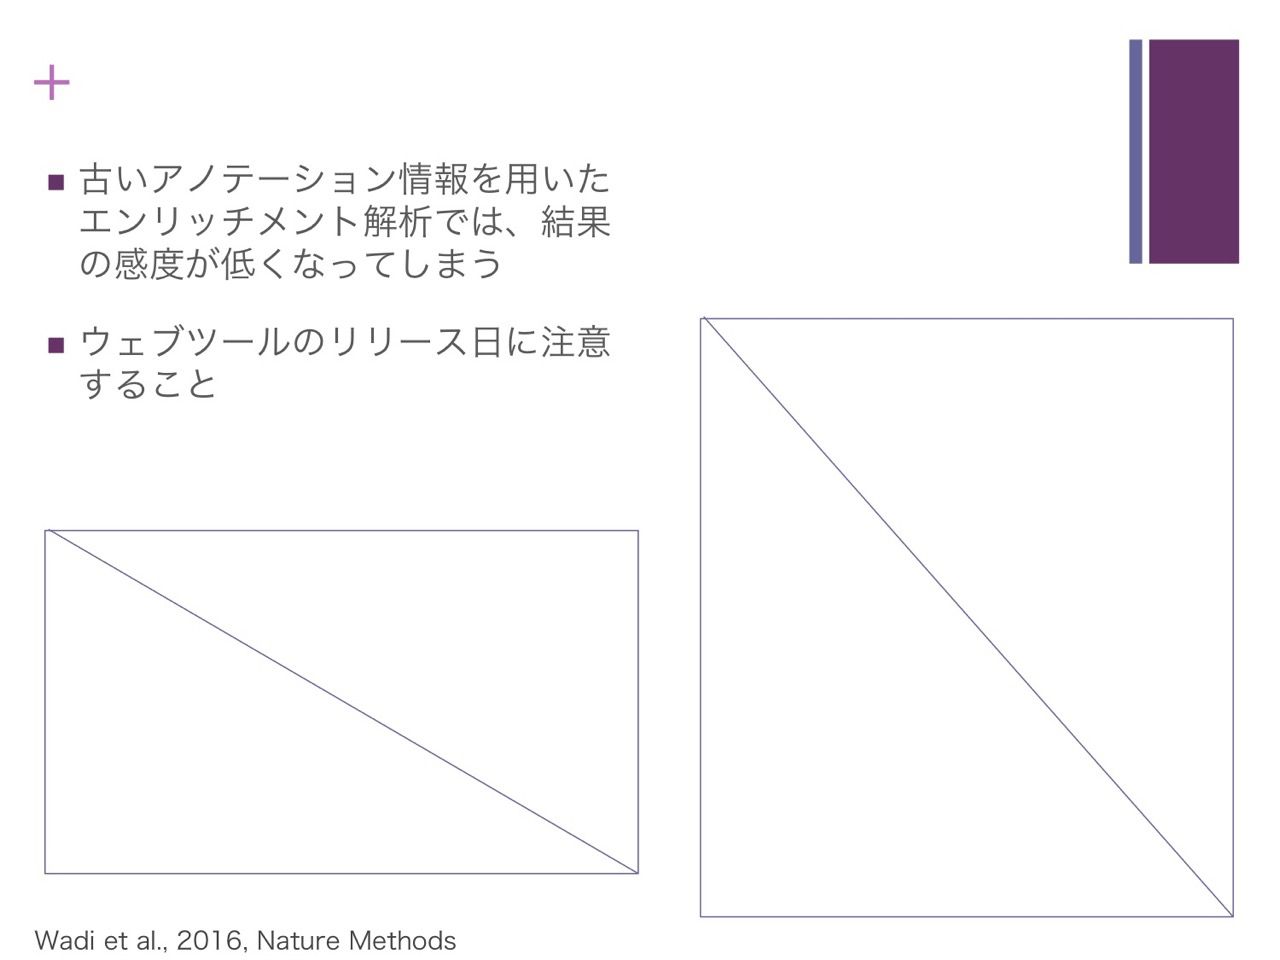 古いアノテーション情報を用いた
エンリッチメント解析では、結果
の感度が低くなってしまう
ウェブツールのリリース日に注意
すること
Wadi et al., 2016, Nature Methods